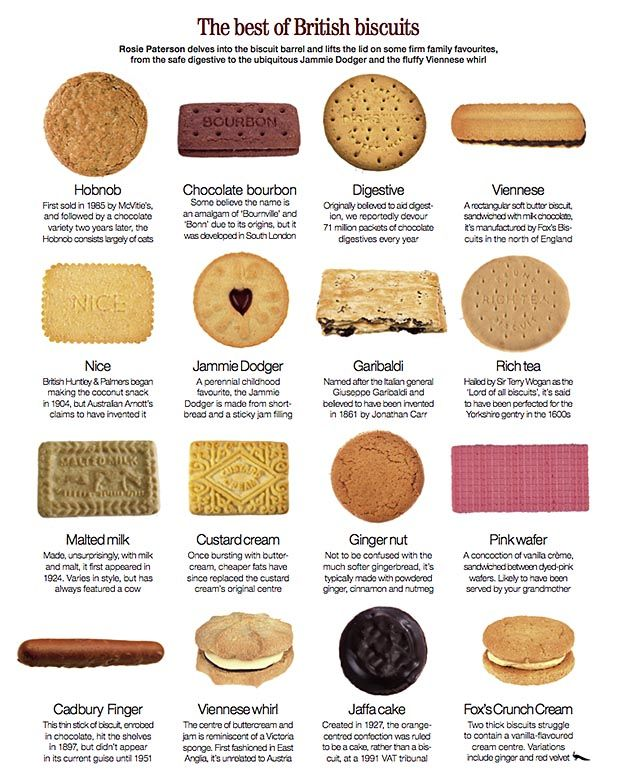 The best of British biscuits
Rosie Paterson delves into the biscuit barrel and lifts the lid on some firm family favourites,
from the safe digestive to the ubiquitous Jammie Dodger and the fluffy Viennese whirl
BOURBON
DIGESTIVE
Hobnob
First sold in 1985 by McVitie's,
and followed by a chocolate
variety two years later, the
Hobnob consists largely of oats
Chocolate bourbon
Some believe the name is
an amalgam of 'Bournville' and
'Bonn' due to its origins, but it
was developed in South London
Digestive
Originally believed to aid digest-
ion, we reportedly devour
71 million packets of chocolate
digestives every year
Viennese
A rectangular soft butter biscuit,
sandwiched with milk chocolate,
it's manufactured by Fox's Bis-
cuits in the north of England
NICE
RICH TEA
Nice
British Huntley & Palmers began
making the coconut snack
in 1904, but Australian Arnott's
claims to have invented it
Jammie Dodger
A perennial childhood
favourite, the Jammie
Dodger is made from short-
bread and a sticky jam filling
Garibaldi
Named after the Italian general
Giuseppe Garibaldi and
believed to have been invented
in 1861 by Jonathan Carr
Rich tea
Hailed by Sir Terry Wogan as the
'Lord of all biscuits', it's said
to have been perfected for the
Yorkshire gentry in the 1600s
MALTED MILK
CUSTARD
CREAM
Malted milk
Made, unsurprisingly, with milk
and malt, it first appeared in
1924. Varies in style, but has
always featured a cow
Custard cream
Once bursting with butter-
cream, cheaper fats have
since replaced the custard
cream's original centre
Ginger nut
Not to be confused with the
much softer gingerbread, it's
typically made with powdered
ginger, cinnamon and nutmeg
Pink wafer
A concoction of vanilla crème,
sandwiched between dyed-pink
wafers. Likely to have been
served by your grandmother
Cadbury Finger
This thin stick of biscuit, enrobed
in chocolate, hit the shelves
in 1897, but didn't appear
in its current guise until 1951
Viennese whirl
The centre of buttercream and
jam is reminiscent of a Victoria
sponge. First fashioned in East
Anglia, it's unrelated to Austria
Jaffa cake
Created in 1927, the orange-
centred confection was ruled
to be a cake, rather than a bis-
cuit, at a 1991 VAT tribunal
Fox's Crunch Cream
Two thick biscuits struggle
to contain a vanilla-flavoured
cream centre. Variations
include ginger and red velvet